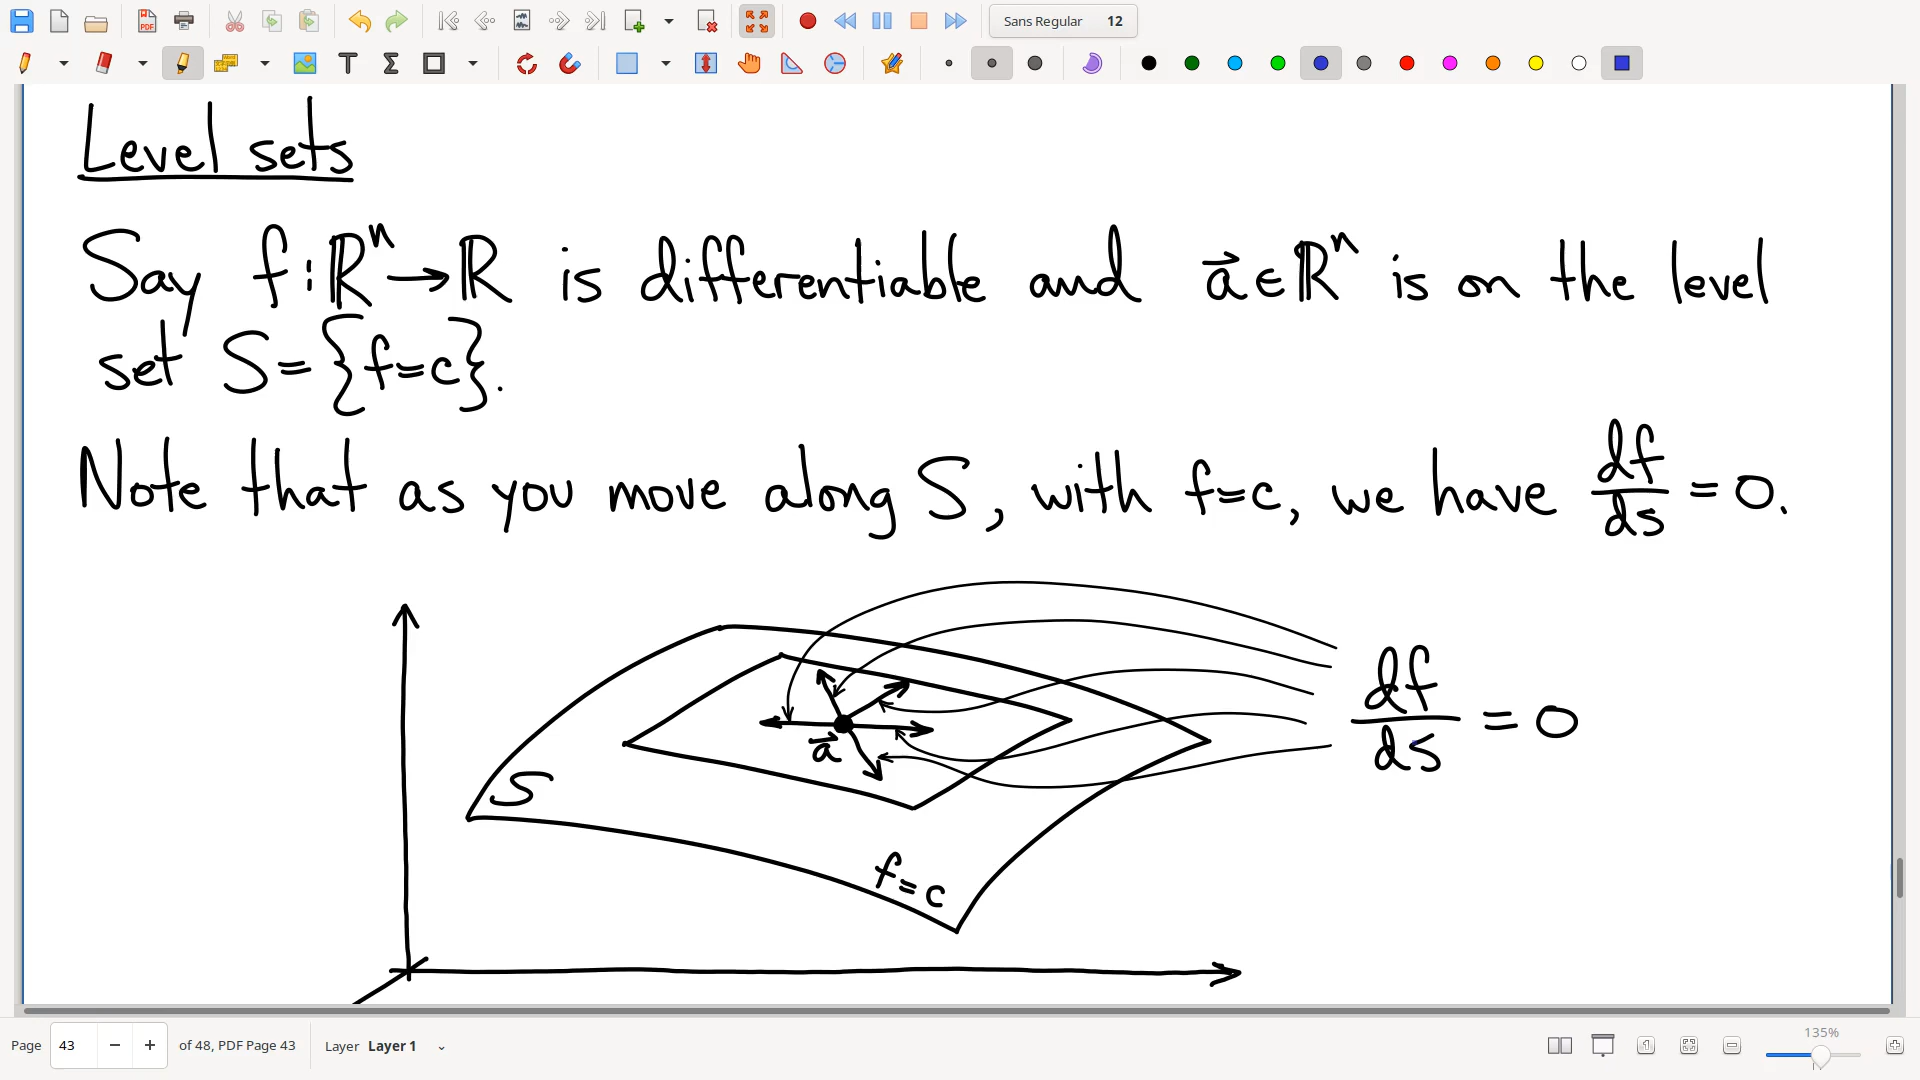 Sans Regular 12
Level sets
Say f:ℝⁿ→ℝ is differentiable and a⃗∈ℝⁿ is on the level
set S={f=c}.
Note that as you move along S, with f=c, we have df/ds = 0.
df/ds = 0
a⃗
S
f=c
Page 43 − + of 48, PDF Page 43 Layer Layer 1
135%